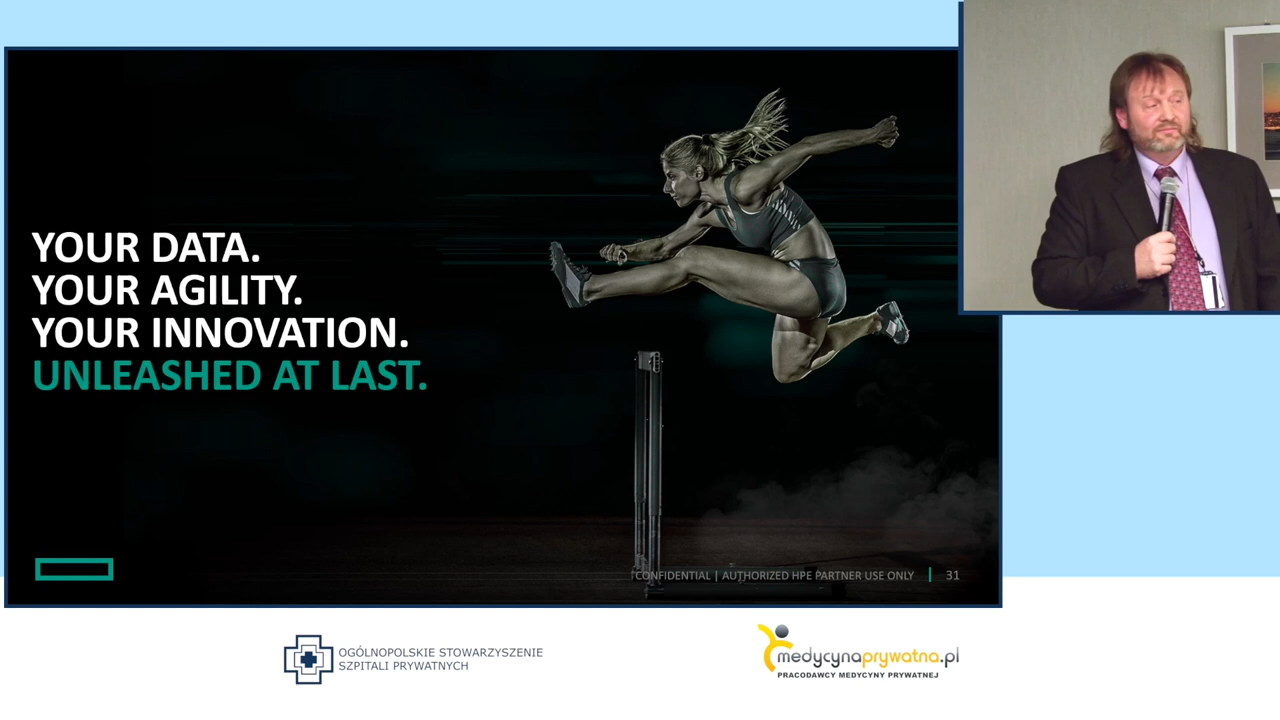 YOUR DATA.
YOUR AGILITY.
YOUR INNOVATION.
UNLEASHED AT LAST.
CONFIDENTIAL | AUTHORIZED HPE PARTNER USE ONLY | 31
OGÓLNOPOLSKIE STOWARZYSZENIE
SZPITALI PRYWATNYCH
medycynaprywatna.pl
PRACODAWCY MEDYCYNY PRYWATNEJ